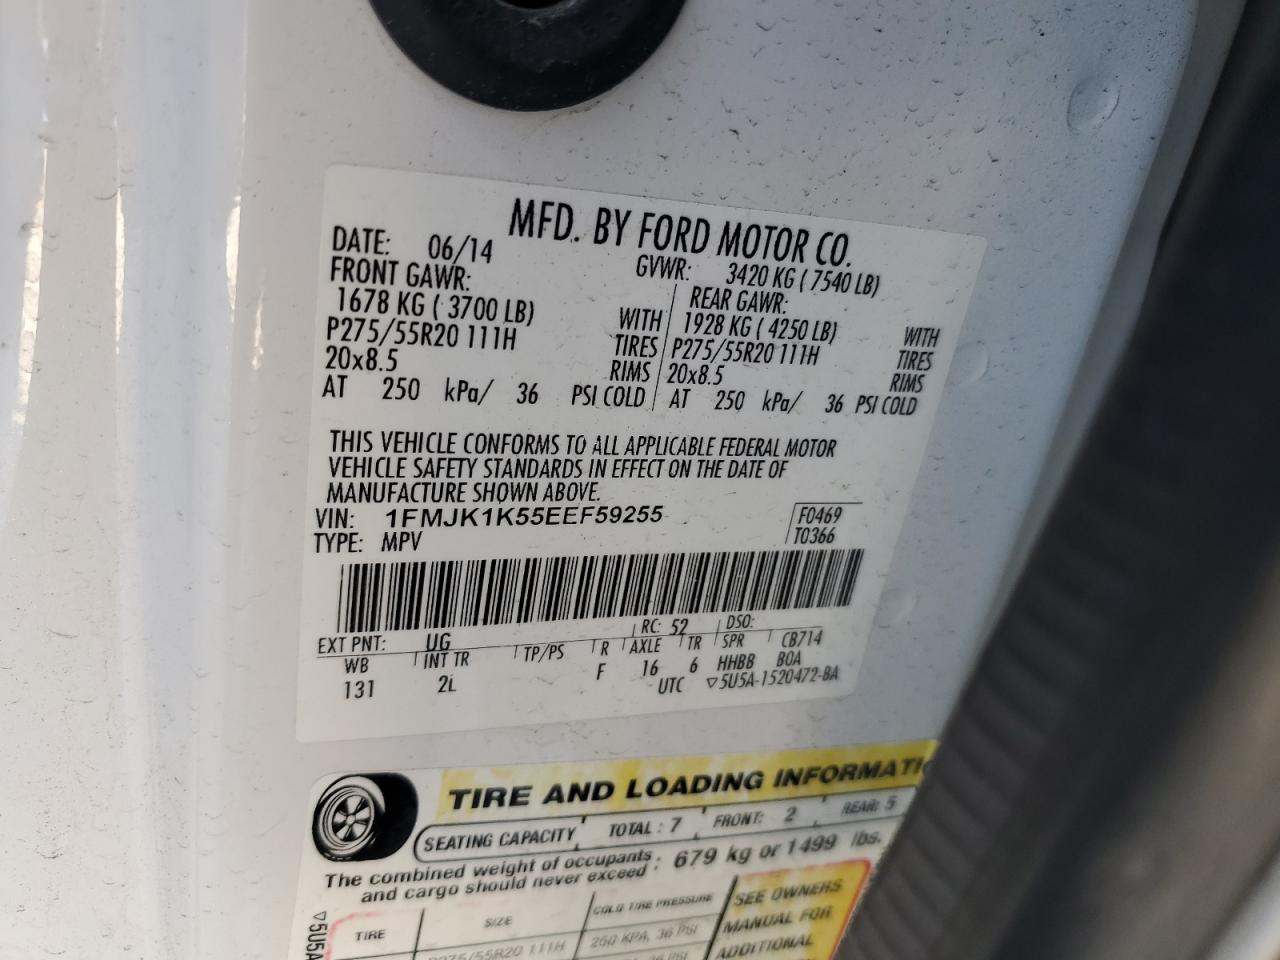 MFD. BY FORD MOTOR CO.
DATE: 06/14 GVWR: 3420 KG ( 7540 LB)
FRONT GAWR: REAR GAWR:
1678 KG ( 3700 LB) WITH 1928 KG ( 4250 LB) WITH
P275/55R20 111H TIRES P275/55R20 111H TIRES
20x8.5 RIMS 20x8.5 RIMS
AT 250 kPa/ 36 PSI COLD AT 250 kPa/ 36 PSI COLD
THIS VEHICLE CONFORMS TO ALL APPLICABLE FEDERAL MOTOR
VEHICLE SAFETY STANDARDS IN EFFECT ON THE DATE OF
MANUFACTURE SHOWN ABOVE.
VIN: 1FMJK1K55EEF59255 F0469
TYPE: MPV T0366
EXT PNT: UG RC: 52 DSO:
WB INT TR TP/PS R AXLE TR SPR CB714
131 2L F 16 6 HHBB BOA
UTC ▽5U5A-1520472-BA
TIRE AND LOADING INFORMATI
SEATING CAPACITY TOTAL : 7 FRONT: 2 REAR: 5
The combined weight of occupants : 679 kg or 1499 lbs.
and cargo should never exceed
▽5U5A
TIRE SIZE COLD TIRE PRESSURE SEE OWNERS
P275/55R20 111H 250 KPA, 36 PSI MANUAL FOR
ADDITIONAL